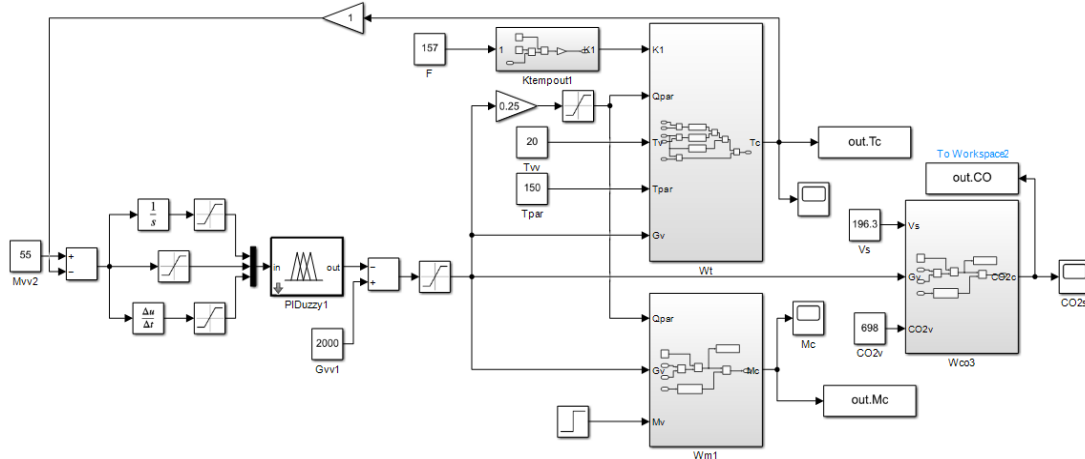 1
157
F
1
K1
Ktempout1
K1
0.25
Qpar
20
Tvv
Tv
Tc
150
Tpar
Tpar
Gv
Wt
out.Tc
To Workspace2
out.CO
196.3
Vs
Vs
Gv
CO2c
CO2s
698
CO2v
CO2v
Wco3
55
Mvv2
+
−
1
s
Δu
Δt
in
out
PIDuzzy1
−
+
2000
Gvv1
Qpar
Gv
Mc
Mv
Wm1
Mc
out.Mc